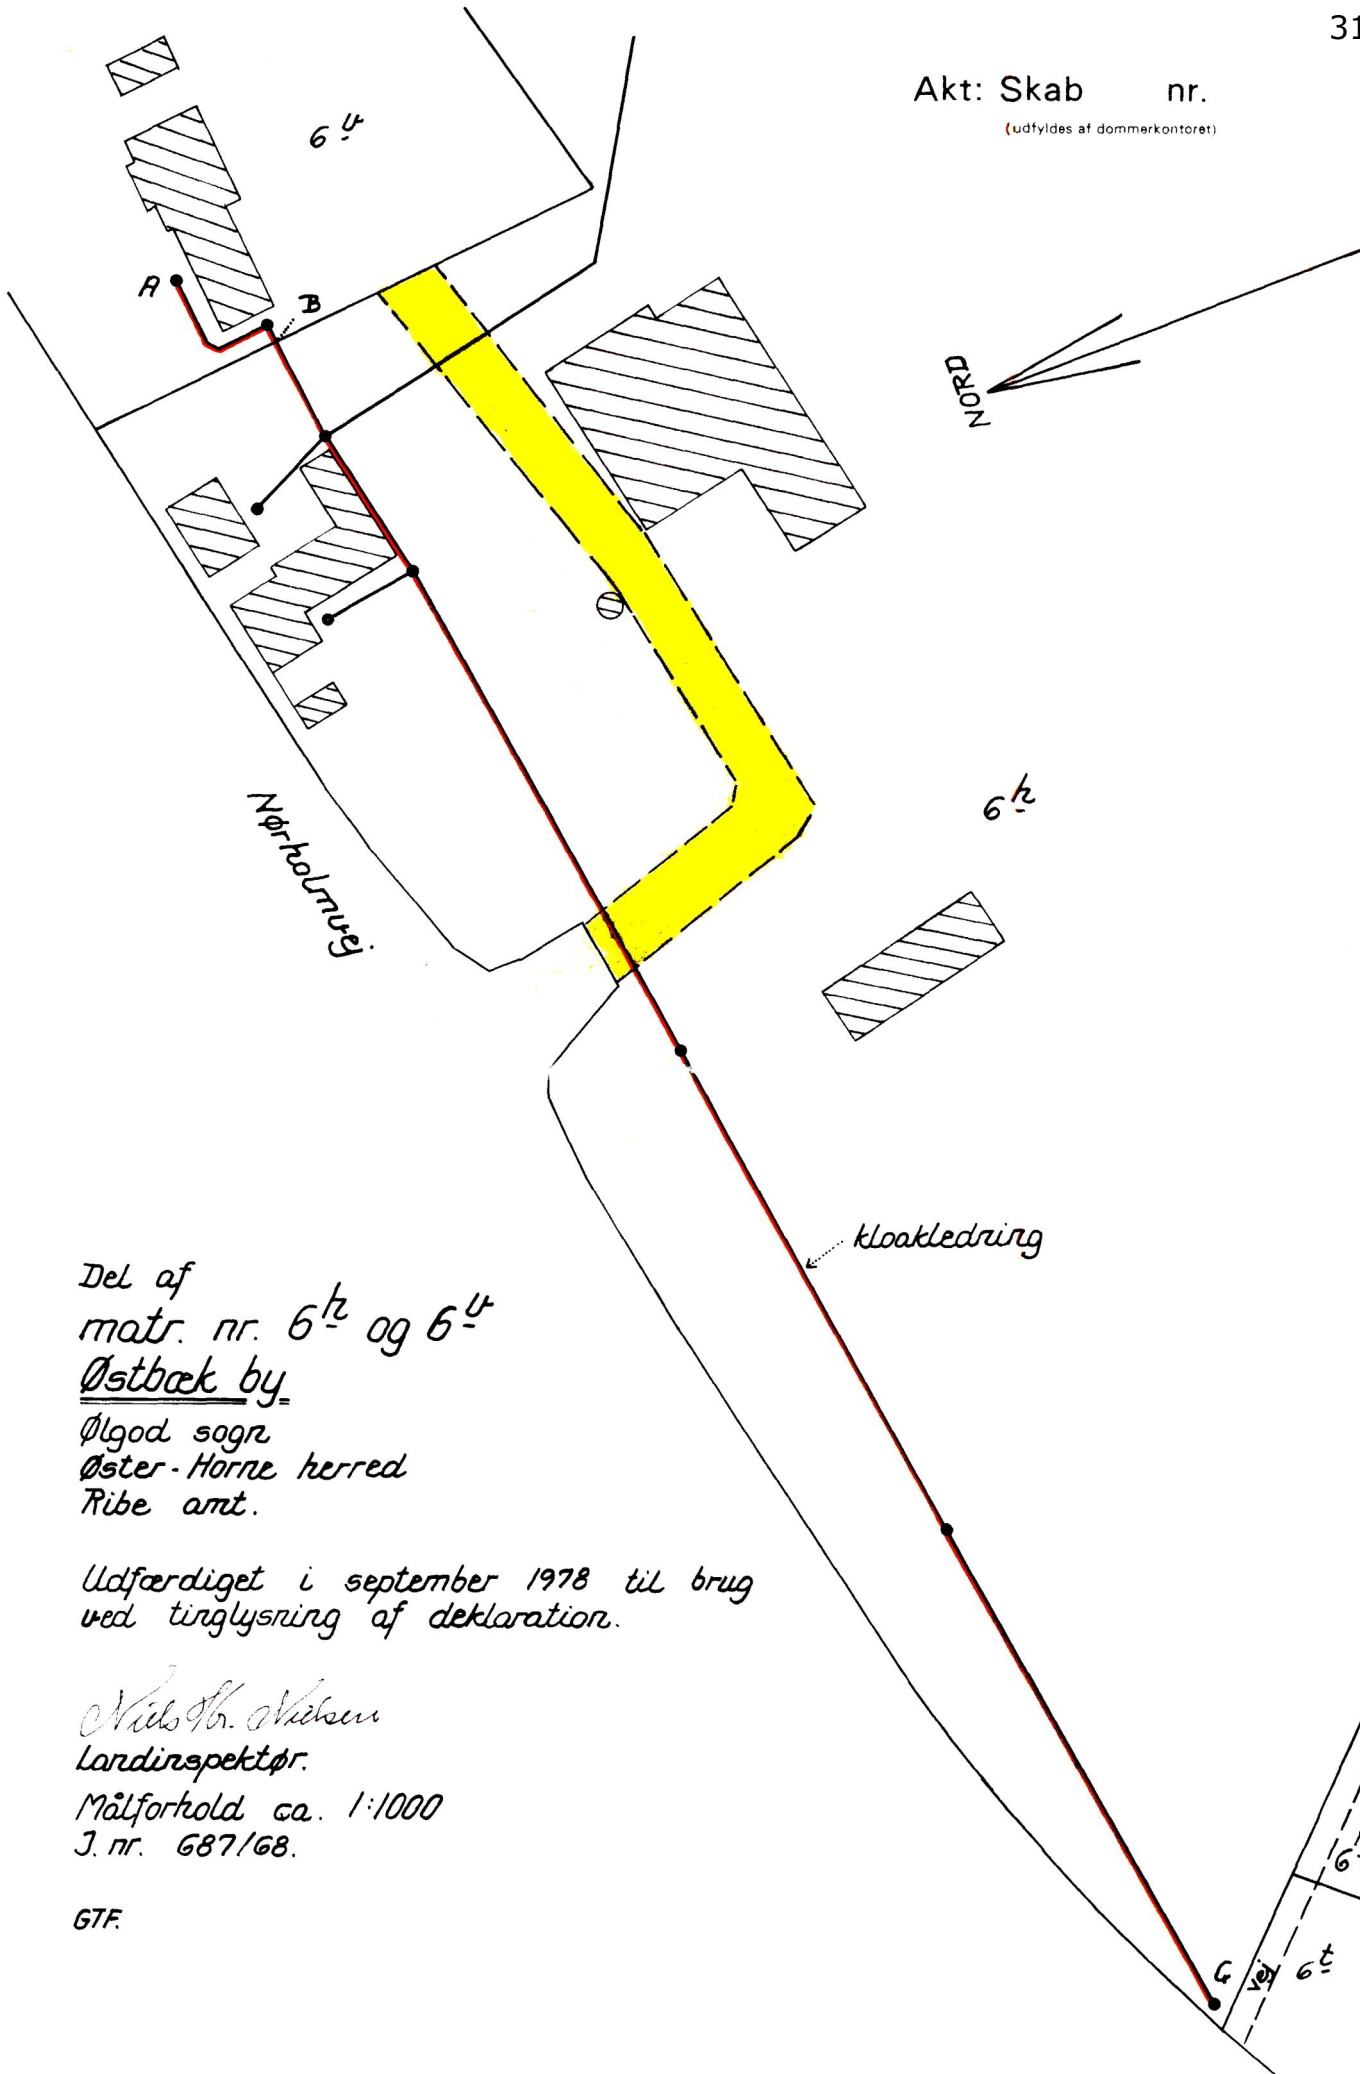 31
Akt: Skab nr.
(udfyldes af dommerkontoret)
6 v
A
B
NORD
6 h
Nørholmvej
kloakledning
Del af
matr. nr. 6 h og 6 v
Østbæk by
Ølgod sogn
Øster-Horne herred
Ribe amt.
Udfærdiget i september 1978 til brug
ved tinglysning af deklaration.
Niels Kr. Nielsen
Landinspektør.
Målforhold ca. 1:1000
J. nr. 687/68.
GTF.
6
C
vej
6 t